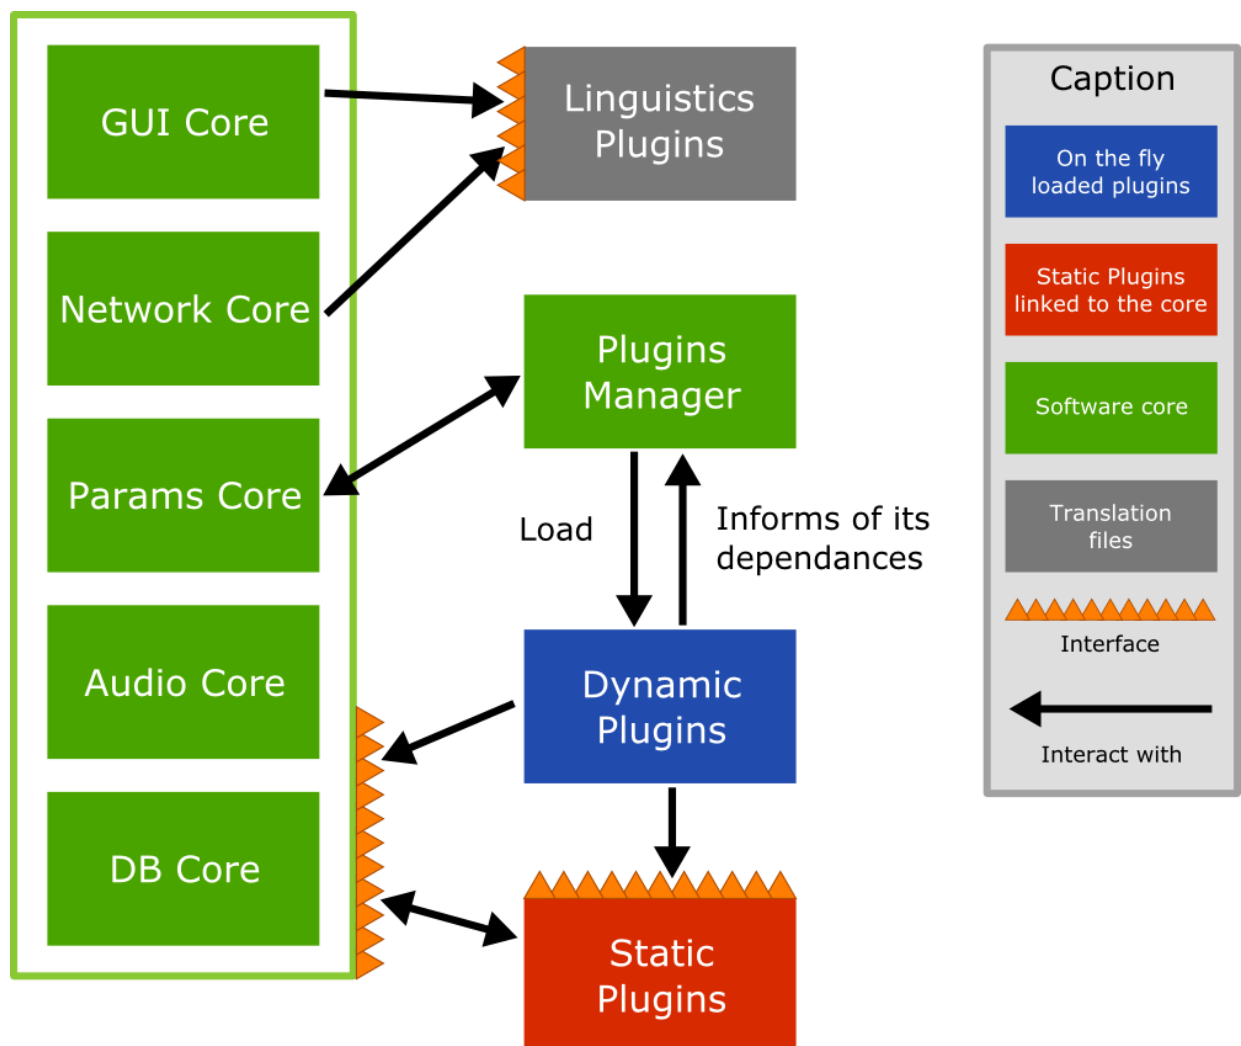 GUI Core
Network Core
Params Core
Audio Core
DB Core
Linguistics
Plugins
Plugins
Manager
Load
Informs of its
dependances
Dynamic
Plugins
Static
Plugins
Caption
On the fly
loaded plugins
Static Plugins
linked to the core
Software core
Translation
files
Interface
Interact with